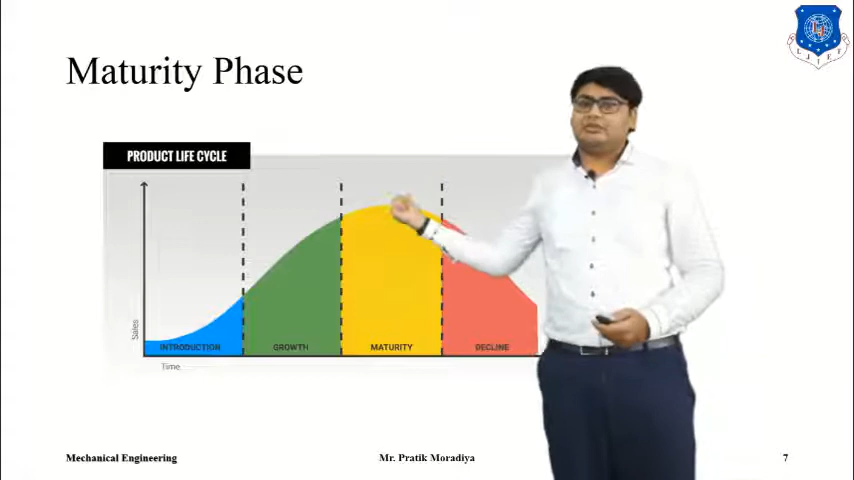 Maturity Phase
PRODUCT LIFE CYCLE
Sales
INTRODUCTION
GROWTH
MATURITY
DECLINE
Time
Mechanical Engineering
Mr. Pratik Moradiya
7